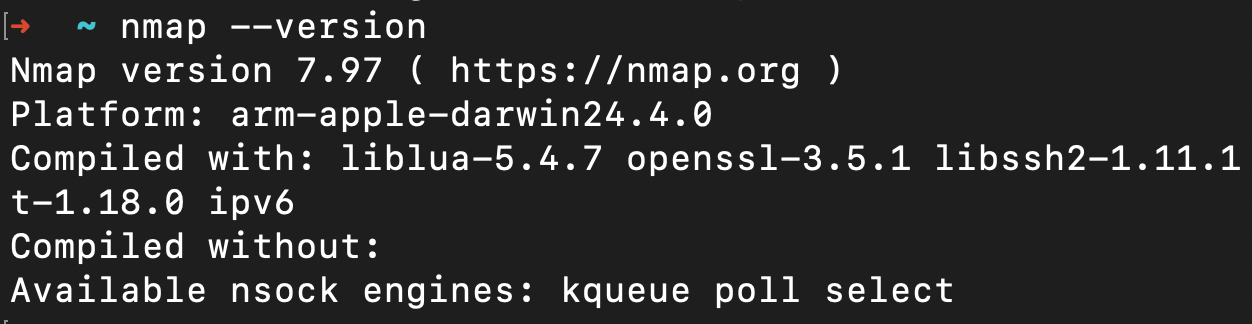 ➜ ~ nmap --version
Nmap version 7.97 ( https://nmap.org )
Platform: arm-apple-darwin24.4.0
Compiled with: liblua-5.4.7 openssl-3.5.1 libssh2-1.11.1
t-1.18.0 ipv6
Compiled without:
Available nsock engines: kqueue poll select